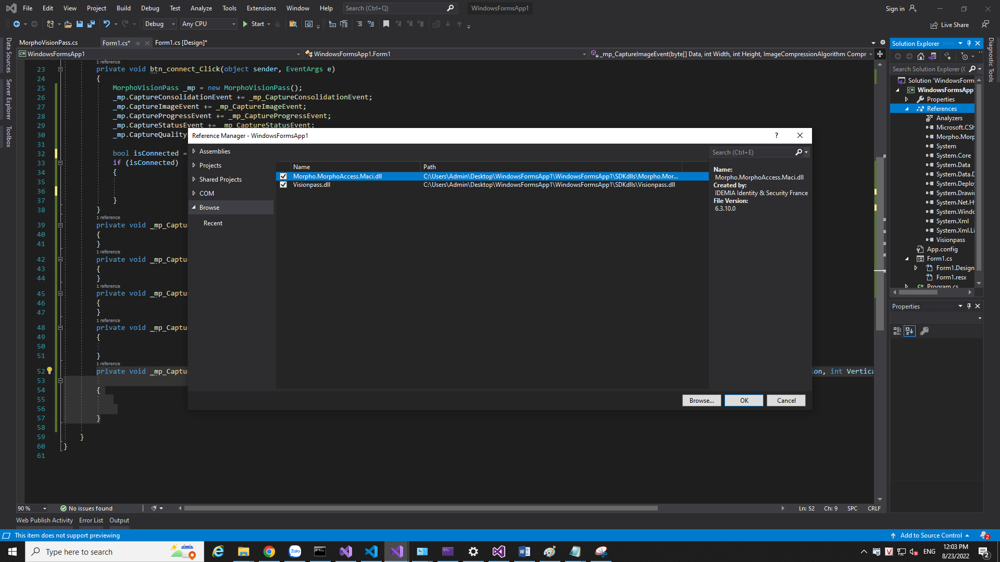 File Edit View Project Build Debug Test Analyze Tools Extensions Window Help Search (Ctrl+Q) WindowsFormsApp1 Sign in
Debug Any CPU Start Live Share
MorphoVisionPass.cs Form1.cs* Form1.cs [Design]*
WindowsFormsApp1 WindowsFormsApp1.Form1 _mp_CaptureImageEvent(byte[] Data, int Width, int Height, ImageCompressionAlgorithm Compr
Data Sources
Server Explorer
Toolbox
1 reference
23 private void btn_connect_Click(object sender, EventArgs e)
24 {
25 MorphoVisionPass _mp = new MorphoVisionPass();
26 _mp.CaptureConsolidationEvent += _mp_CaptureConsolidationEvent;
27 _mp.CaptureImageEvent += _mp_CaptureImageEvent;
28 _mp.CaptureProgressEvent += _mp_CaptureProgressEvent;
29 _mp.CaptureStatusEvent += _mp_CaptureStatusEvent;
30 _mp.CaptureQuality
31
32 bool isConnected =
33 if (isConnected)
34 {
35
36
37 }
38 }
1 reference
39 private void _mp_Captu
40 {
41 }
1 reference
42 private void _mp_Captu
43 {
44 }
1 reference
45 private void _mp_Captu
46 {
47 }
1 reference
48 private void _mp_Captu
49 {
50
51 }
1 reference
52 private void _mp_Captu on, int Vertica
53
54 {
55
56
57 }
58
59 }
60 }
61
Reference Manager - WindowsFormsApp1 ?
Assemblies
Projects
Shared Projects
COM
Browse
Recent
Search (Ctrl+E)
Name Path
Morpho.MorphoAccess.Maci.dll C:\Users\Admin\Desktop\WindowsFormsApp1\WindowsFormsApp1\SDKdlls\Morpho.Mor...
Visionpass.dll C:\Users\Admin\Desktop\WindowsFormsApp1\WindowsFormsApp1\SDKdlls\Visionpass.dll
Name:
Morpho.MorphoAccess.Maci.dll
Created by:
IDEMIA Identity & Security France
File Version:
6.3.10.0
Browse... OK Cancel
Solution Explorer
Search Solution Explorer (C
Solution 'WindowsForm
WindowsFormsApp
Properties
References
Analyzers
Microsoft.CSh
Morpho.Morp
System
System.Core
System.Data
System.Data.D
System.Deplo
System.Drawi
System.Net.H
System.Windo
System.Xml
System.Xml.Li
Visionpass
App.config
Form1.cs
Form1.Design
Form1.resx
Program.cs
Diagnostic Tools
Properties
90 % No issues found Ln: 52 Ch: 9 SPC CRLF
Web Publish Activity Error List Output
This item does not support previewing Add to Source Control 2
Type here to search Zalo ENG 12:03 PM
8/23/2022 2